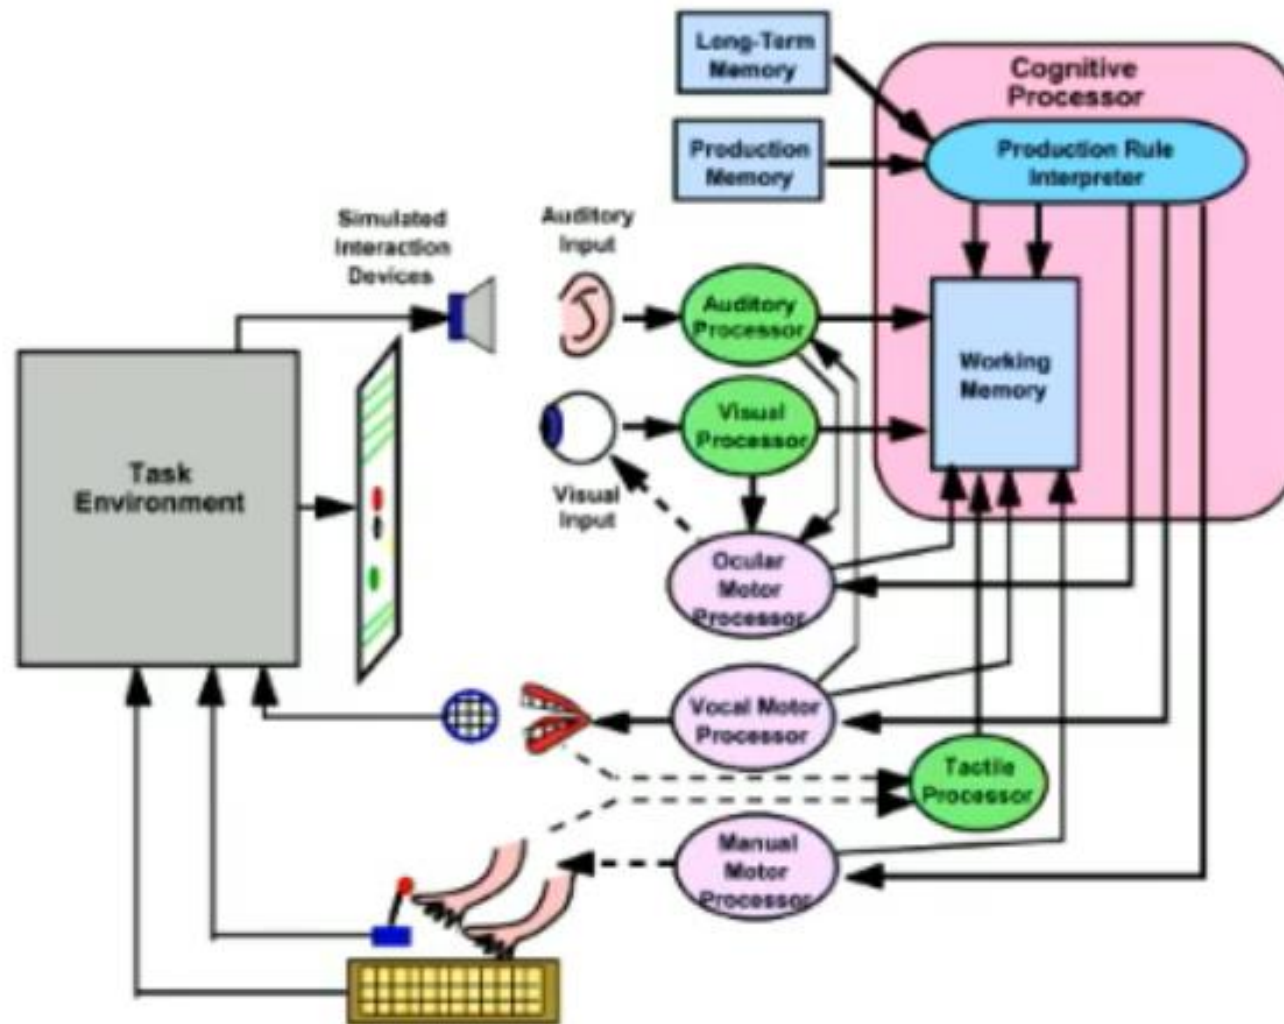 Long-Term
Memory
Cognitive
Processor
Production
Memory
Production Rule
Interpreter
Simulated
Interaction
Devices
Auditory
Input
Auditory
Processor
Working
Memory
Visual
Processor
Task
Environment
Visual
Input
Ocular
Motor
Processor
Vocal Motor
Processor
Tactile
Processor
Manual
Motor
Processor